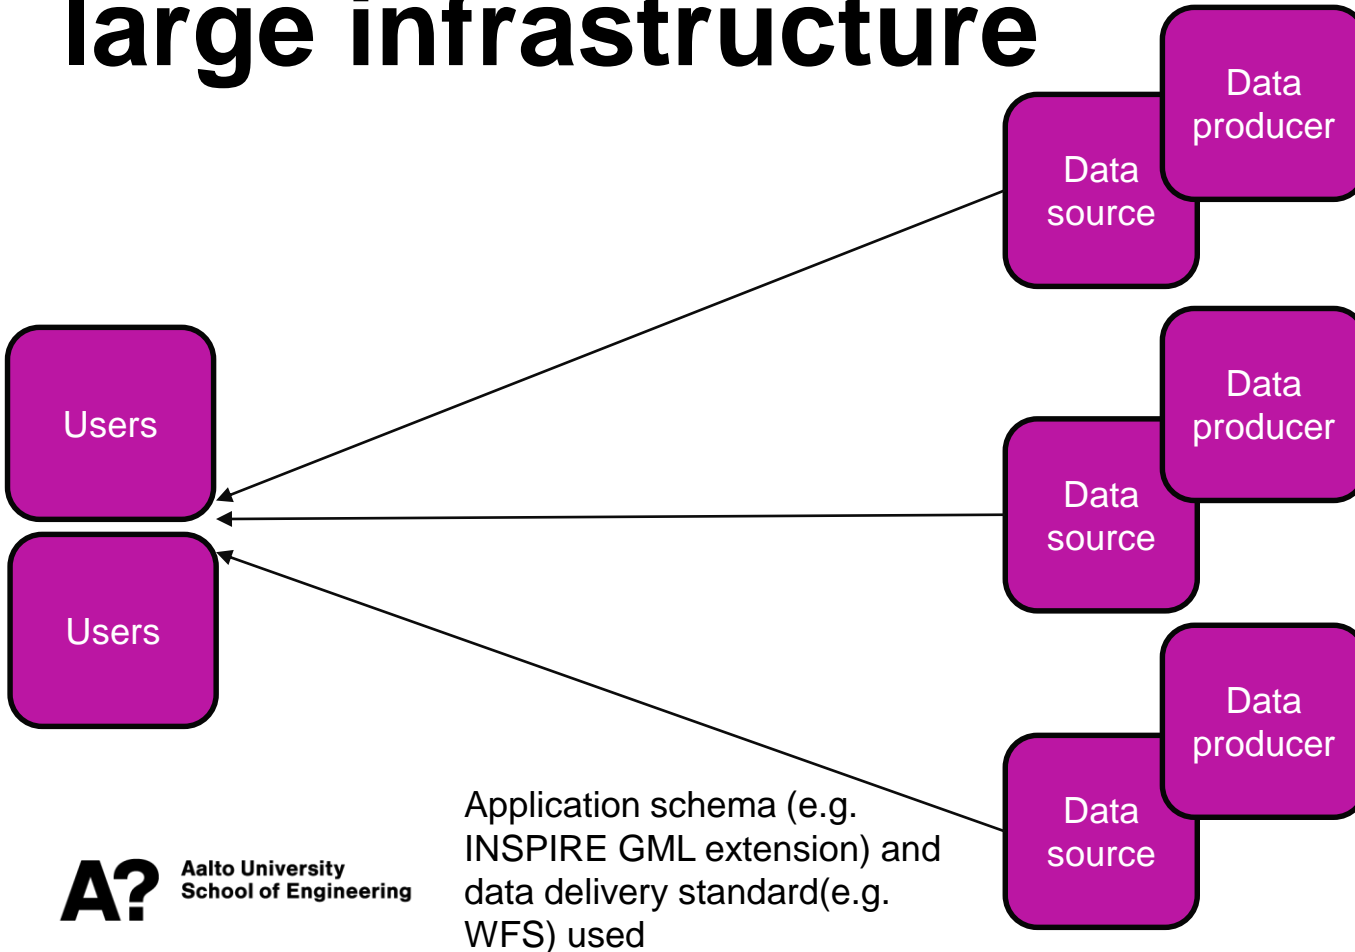 large infrastructure
Data
producer
Data
source
Data
producer
Users
Data
source
Users
Data
producer
Data
source
Application schema (e.g.
INSPIRE GML extension) and
data delivery standard(e.g.
WFS) used
A?
Aalto University
School of Engineering